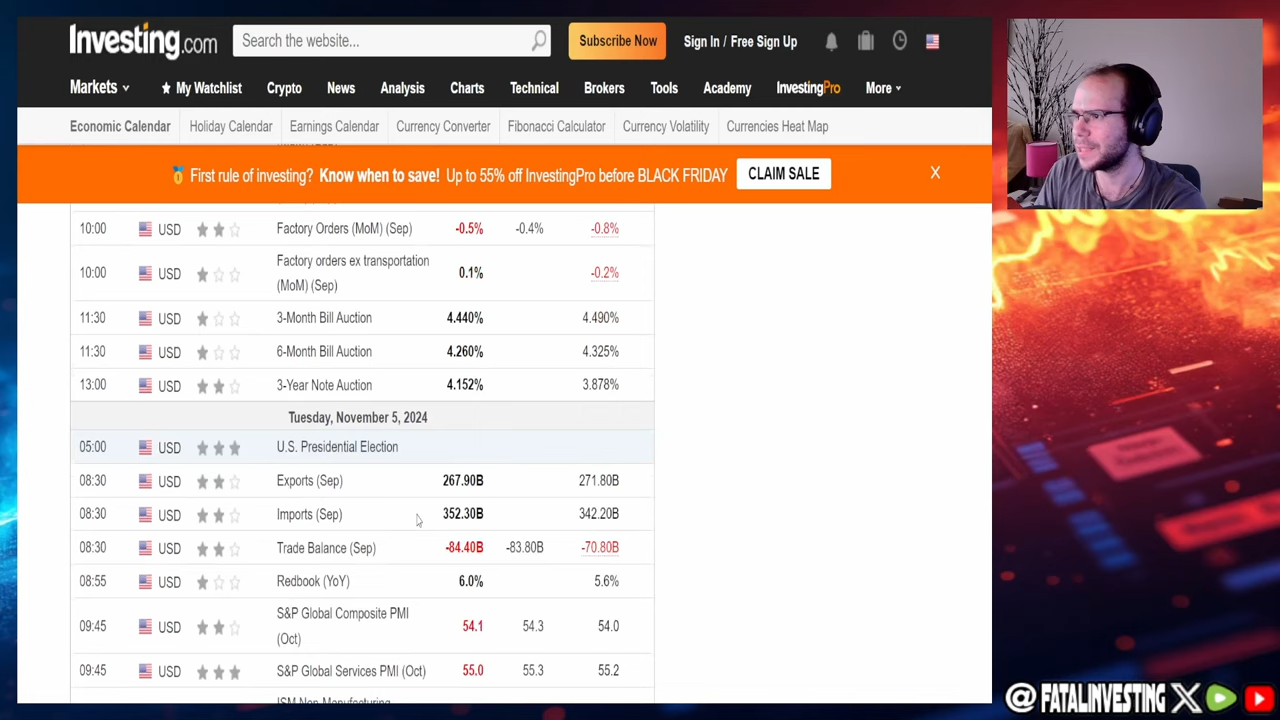 Investing.com Search the website... Subscribe Now Sign In / Free Sign Up
Markets My Watchlist Crypto News Analysis Charts Technical Brokers Tools Academy InvestingPro More
Economic Calendar Holiday Calendar Earnings Calendar Currency Converter Fibonacci Calculator Currency Volatility Currencies Heat Map
First rule of investing? Know when to save! Up to 55% off InvestingPro before BLACK FRIDAY CLAIM SALE X
10:00 USD Factory Orders (MoM) (Sep) -0.5% -0.4% -0.8%
10:00 USD Factory orders ex transportation 0.1% -0.2%
(MoM) (Sep)
11:30 USD 3-Month Bill Auction 4.440% 4.490%
11:30 USD 6-Month Bill Auction 4.260% 4.325%
13:00 USD 3-Year Note Auction 4.152% 3.878%
Tuesday, November 5, 2024
05:00 USD U.S. Presidential Election
08:30 USD Exports (Sep) 267.90B 271.80B
08:30 USD Imports (Sep) 352.30B 342.20B
08:30 USD Trade Balance (Sep) -84.40B -83.80B -70.80B
08:55 USD Redbook (YoY) 6.0% 5.6%
09:45 USD S&P Global Composite PMI 54.1 54.3 54.0
(Oct)
09:45 USD S&P Global Services PMI (Oct) 55.0 55.3 55.2
ISM Non-Manufacturing
@FATALINVESTING X